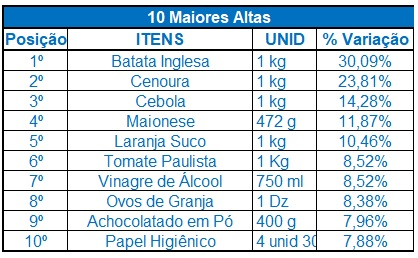 10 Maiores Altas
Posição ITENS UNID % Variação
1º Batata Inglesa 1 kg 30,09%
2º Cenoura 1 kg 23,81%
3º Cebola 1 kg 14,28%
4º Maionese 472 g 11,87%
5º Laranja Suco 1 kg 10,46%
6º Tomate Paulista 1 Kg 8,52%
7º Vinagre de Álcool 750 ml 8,52%
8º Ovos de Granja 1 Dz 8,38%
9º Achocolatado em Pó 400 g 7,96%
10º Papel Higiênico 4 unid 30 7,88%